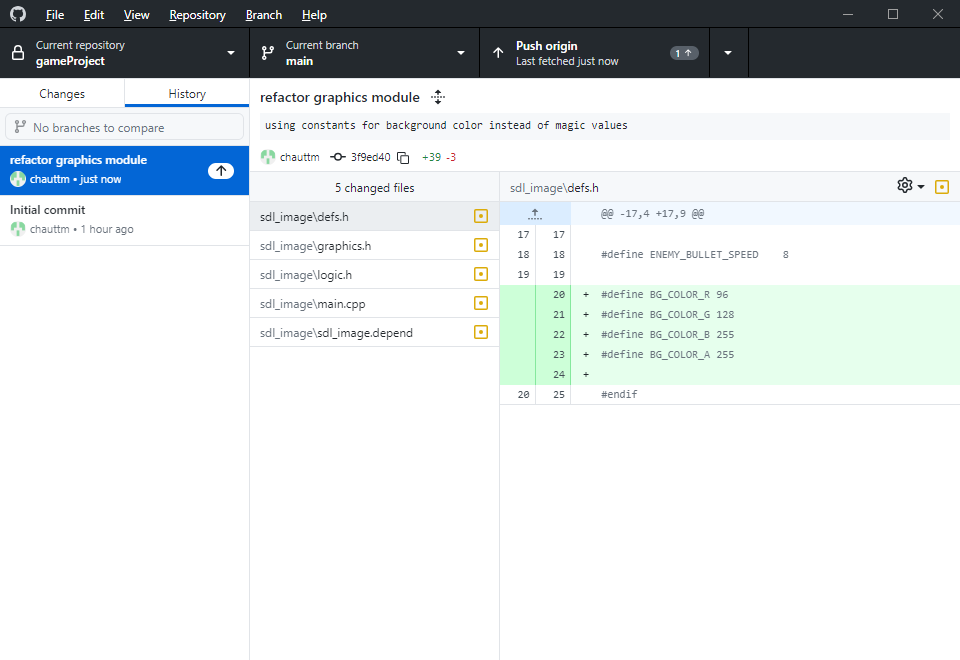 File Edit View Repository Branch Help
Current repository
gameProject
Current branch
main
Push origin
Last fetched just now
1
Changes History
No branches to compare
refactor graphics module
chauttm • just now
Initial commit
chauttm • 1 hour ago
refactor graphics module
using constants for background color instead of magic values
chauttm 3f9ed40 +39 -3
5 changed files
sdl_image\defs.h
sdl_image\graphics.h
sdl_image\logic.h
sdl_image\main.cpp
sdl_image\sdl_image.depend
sdl_image\defs.h
@@ -17,4 +17,9 @@
17 17
18 18 #define ENEMY_BULLET_SPEED 8
19 19
20 + #define BG_COLOR_R 96
21 + #define BG_COLOR_G 128
22 + #define BG_COLOR_B 255
23 + #define BG_COLOR_A 255
24 +
20 25 #endif